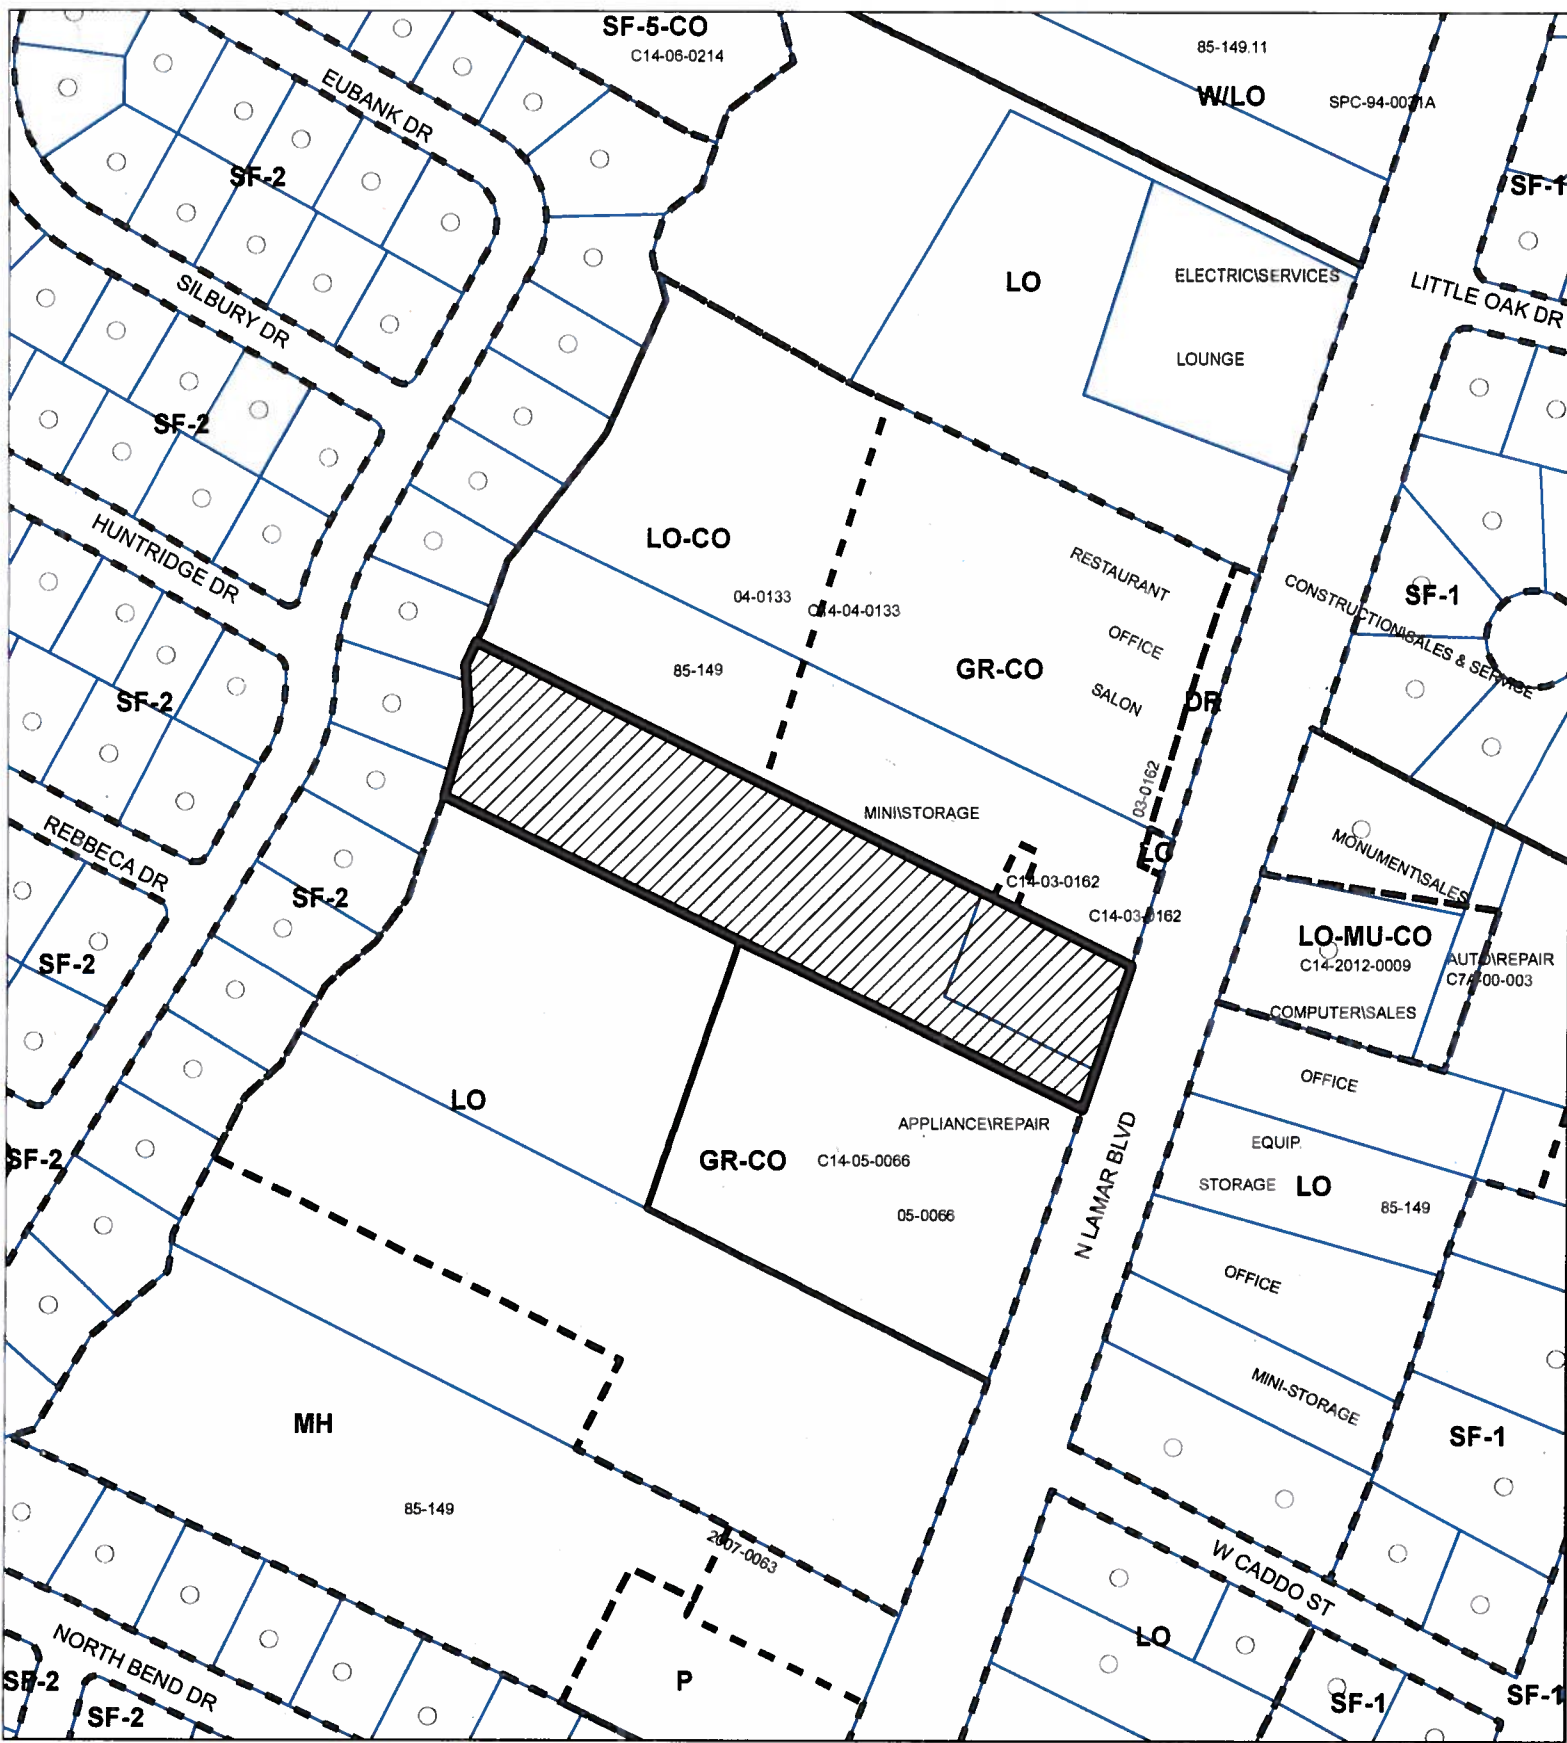 SF-5-CO
C14-06-0214
85-149.11
W/LO
SPC-94-0031A
EUBANK DR
SF-2
SF-1
SILBURY DR
LO
ELECTRIC\SERVICES
LITTLE OAK DR
LOUNGE
SF-2
HUNTRIDGE DR
LO-CO
04-0133
C14-04-0133
RESTAURANT
OFFICE
SALON
CONSTRUCTION\SALES & SERVICE
SF-1
85-149
GR-CO
DR
SF-2
03-0162
MINI\STORAGE
LO
MONUMENT\SALES
REBBECA DR
C14-03-0162
SF-2
C14-03-0162
LO-MU-CO
C14-2012-0009
AUTO\REPAIR
C7A-00-003
SF-2
COMPUTER\SALES
OFFICE
LO
APPLIANCE\REPAIR
N LAMAR BLVD
EQUIP.
SF-2
GR-CO
C14-05-0066
STORAGE
LO
85-149
05-0066
OFFICE
MINI-STORAGE
MH
SF-1
85-149
2007-0063
W CADDO ST
NORTH BEND DR
LO
SF-2
P
SF-1
SF-1
SF-2